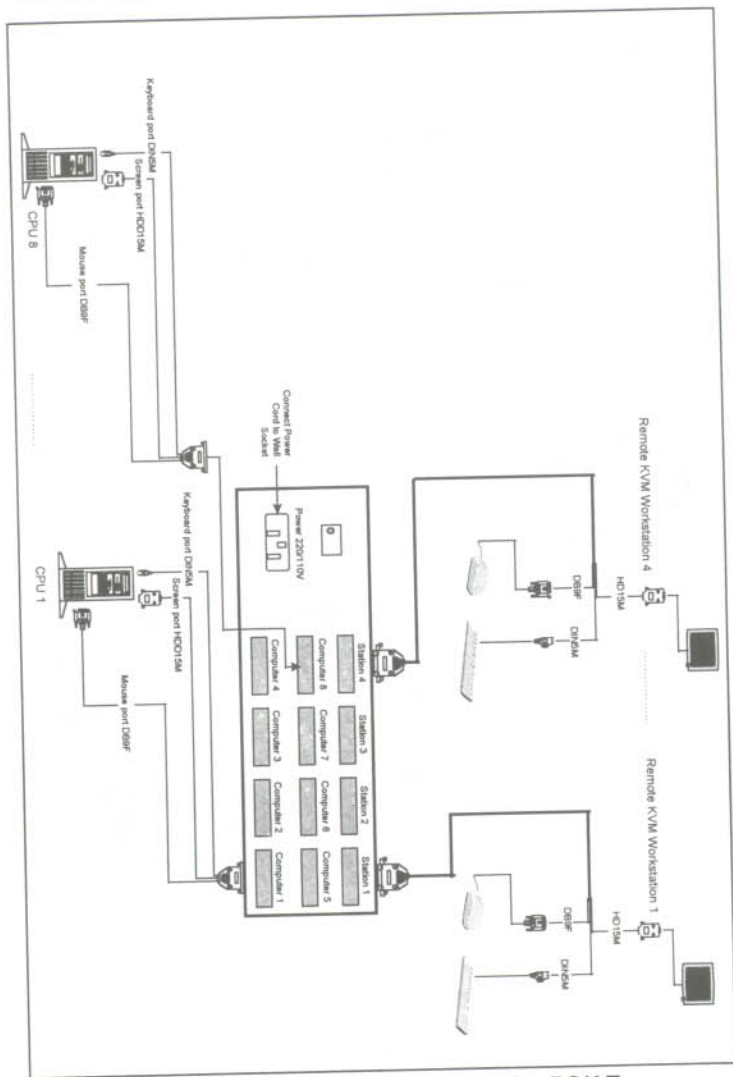 Remote KVM Workstation 4
HD15M
DB9F
DIN5M
Remote KVM Workstation 1
HD15M
DB9F
DIN5M
Connect Power
Cord to Wall
Socket
Power 220/110V
Station 4
Station 3
Station 2
Station 1
Computer 8
Computer 7
Computer 6
Computer 5
Computer 4
Computer 3
Computer 2
Computer 1
Keyboard port DIN5M
Screen port HDD15M
Mouse port DB9F
CPU 8
Keyboard port DIN5M
Screen port HDD15M
Mouse port DB9F
CPU 1